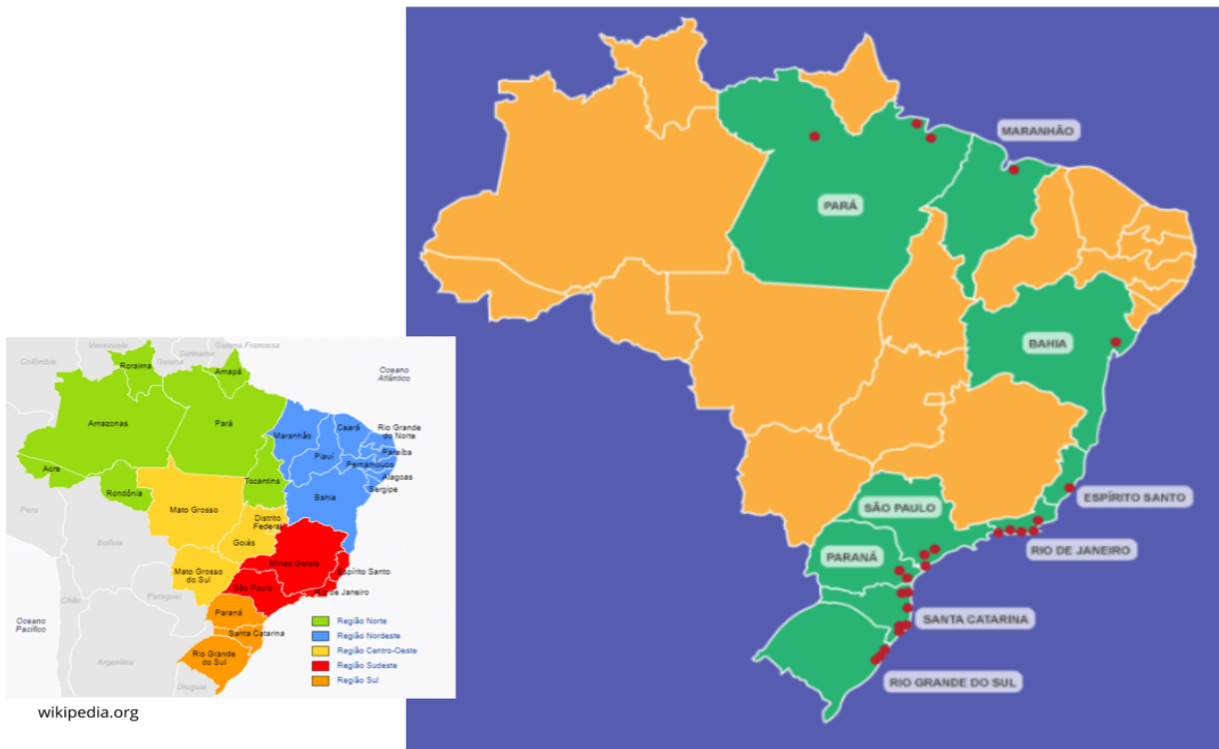 MARANHÃO
PARÁ
BAHIA
ESPÍRITO SANTO
SÃO PAULO
RIO DE JANEIRO
PARANÁ
SANTA CATARINA
RIO GRANDE DO SUL
Venezuela
Guiana Francesa
Colômbia
Suriname
Guiana
Roraima
Amapá
Oceano
Atlântico
Amazonas
Pará
Maranhão
Ceará
Rio Grande
do Norte
Piauí
Paraíba
Pernambuco
Acre
Alagoas
Tocantins
Sergipe
Rondônia
Bahia
Mato Grosso
Peru
Distrito
Federal
Goiás
Bolívia
Minas Gerais
Mato Grosso
do Sul
Espírito Santo
São Paulo
Rio de Janeiro
Chile
Paraguai
Paraná
Oceano
Pacífico
Santa Catarina
Rio Grande
do Sul
Argentina
Uruguai
Região Norte
Região Nordeste
Região Centro-Oeste
Região Sudeste
Região Sul
wikipedia.org